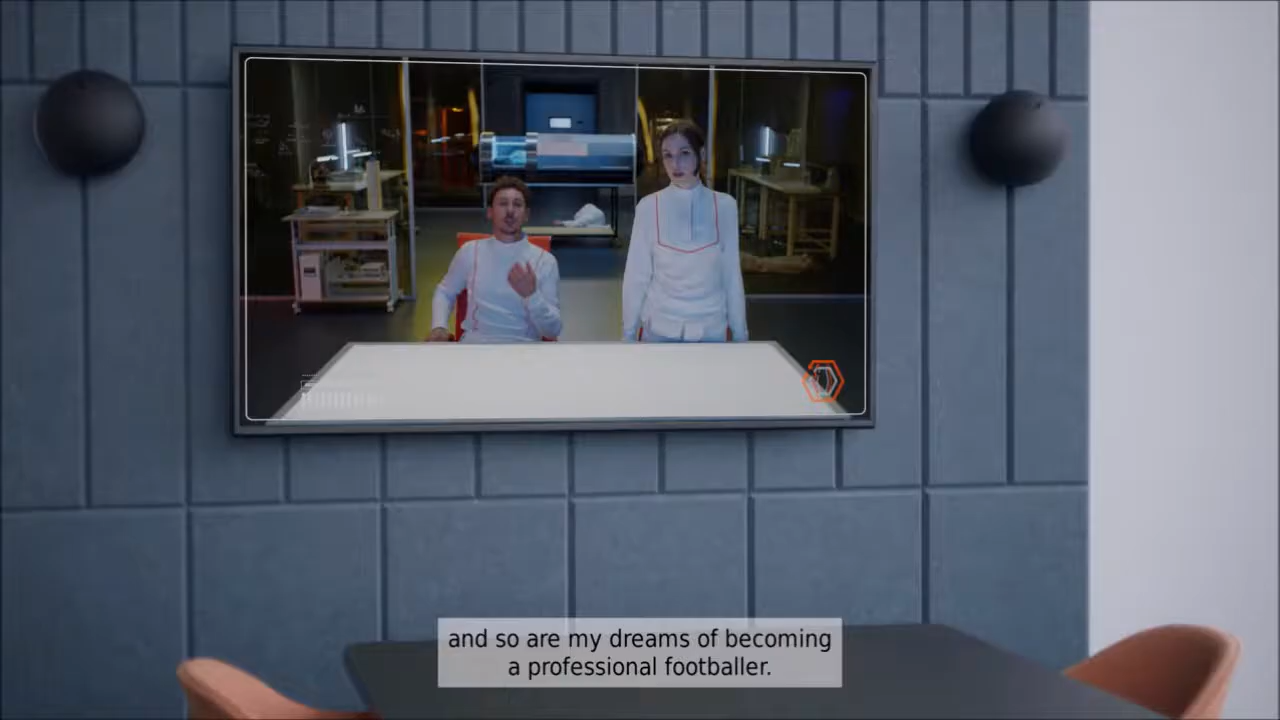 and so are my dreams of becoming
a professional footballer.